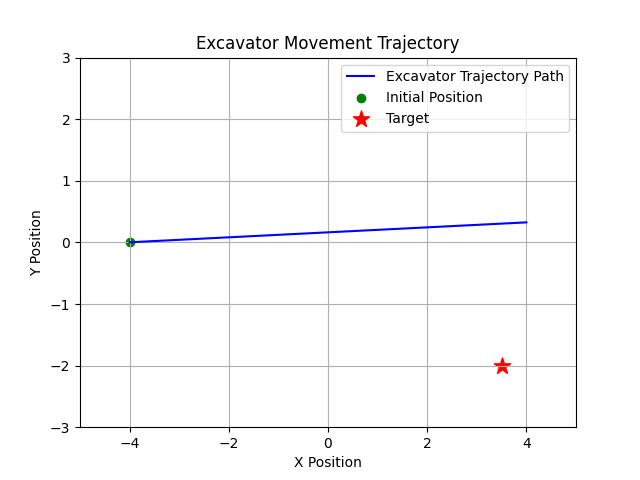 Excavator Movement Trajectory
Excavator Trajectory Path
Initial Position
Target
3
2
1
0
−1
−2
−3
Y Position
−4
−2
0
2
4
X Position